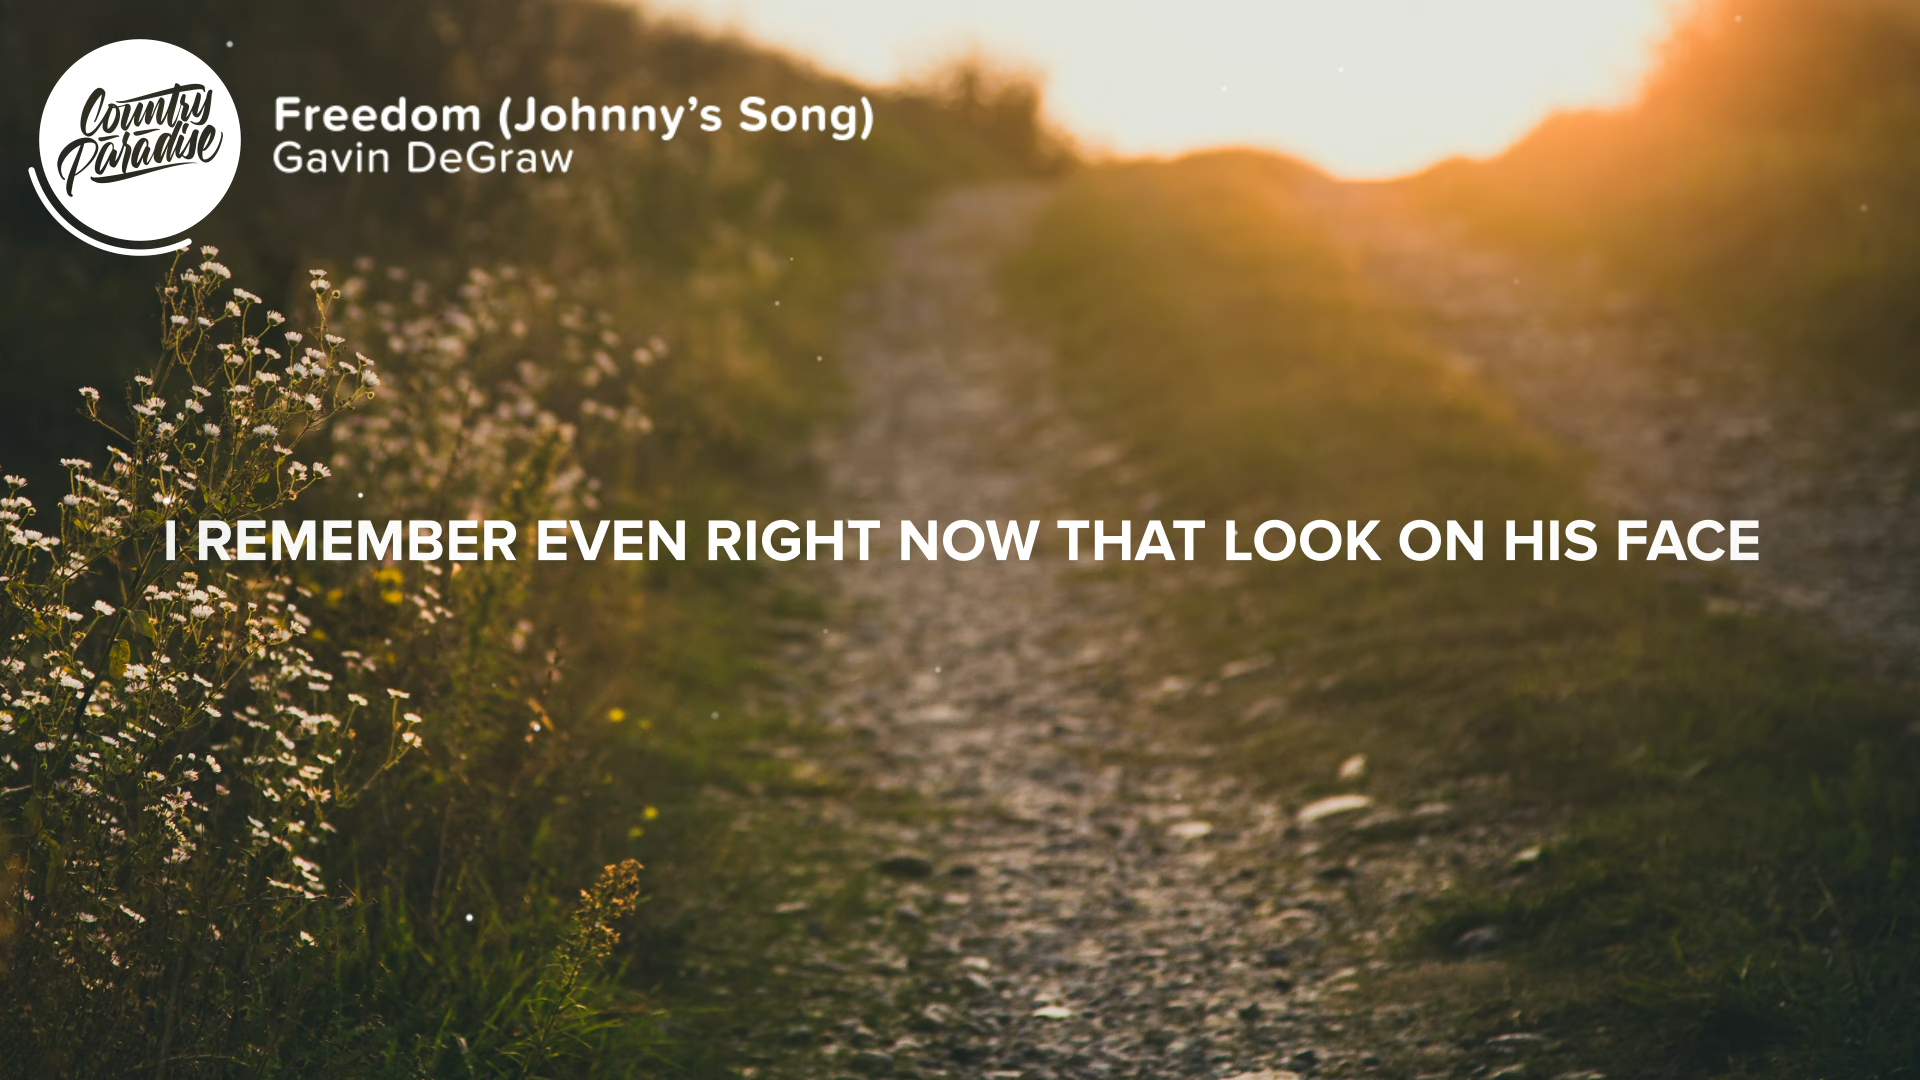 Country
Paradise
Freedom (Johnny’s Song)
Gavin DeGraw
I REMEMBER EVEN RIGHT NOW THAT LOOK ON HIS FACE